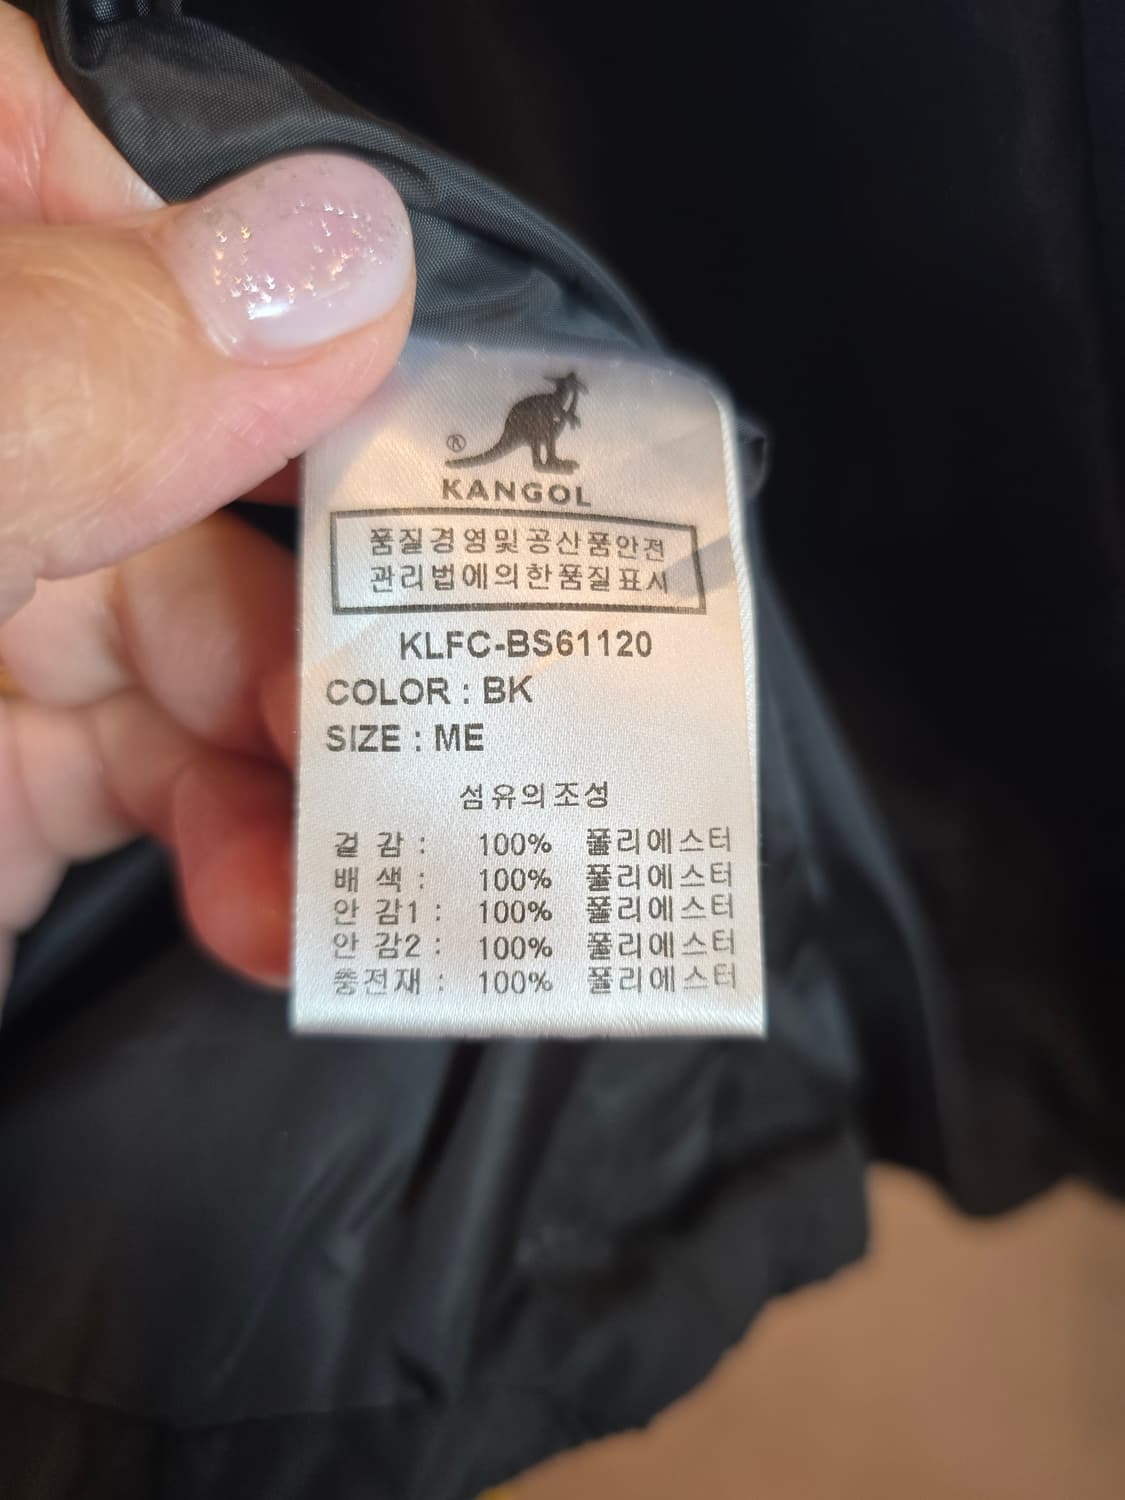 ®
KANGOL
품질경영및공산품안전
관리법에의한품질표시
KLFC-BS61120
COLOR : BK
SIZE : ME
섬유의조성
겉 감 : 100% 폴리에스터
배 색 : 100% 폴리에스터
안 감1 : 100% 폴리에스터
안 감2 : 100% 폴리에스터
충전재 : 100% 폴리에스터